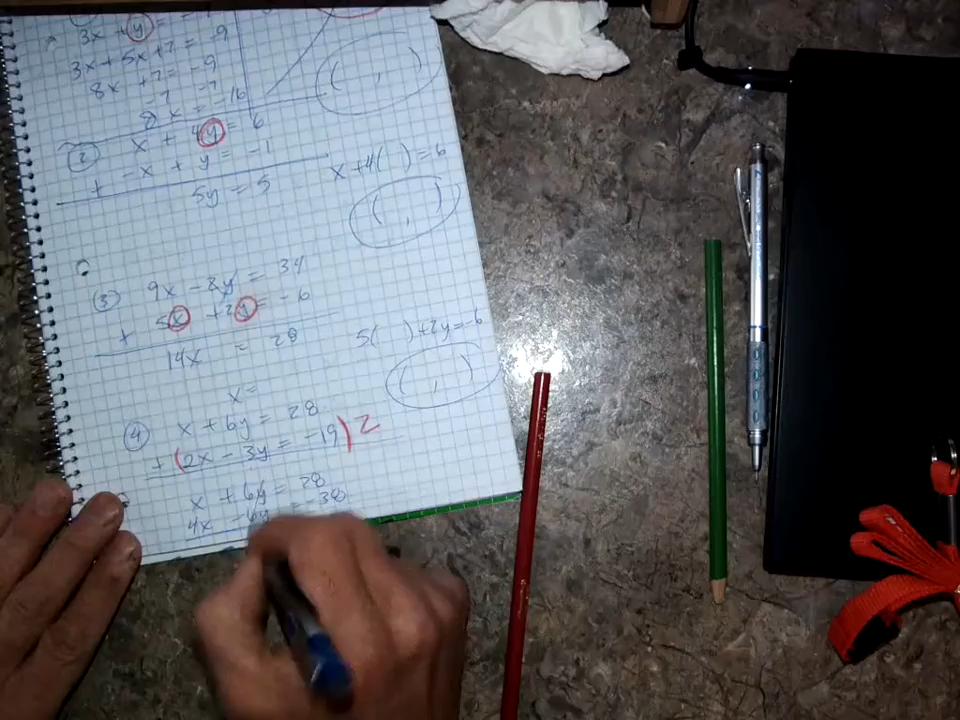 3x + y =
3x + 5x + 7 = -9
8x + 7 = -9
-7 -7
8x = -16
( , )
② x + 4y = 6
+ -x + y = -1
5y = 5
x + 4( ) = 6
( , )
③ 9x - 2y = 34
+ 5x + 2y = -6
14x = 28
5( ) + 2y = -6
x =
( , )
④ x + 6y = 28
+ (2x - 3y = -19) 2
x + 6y = 28
4x - 6y = -38